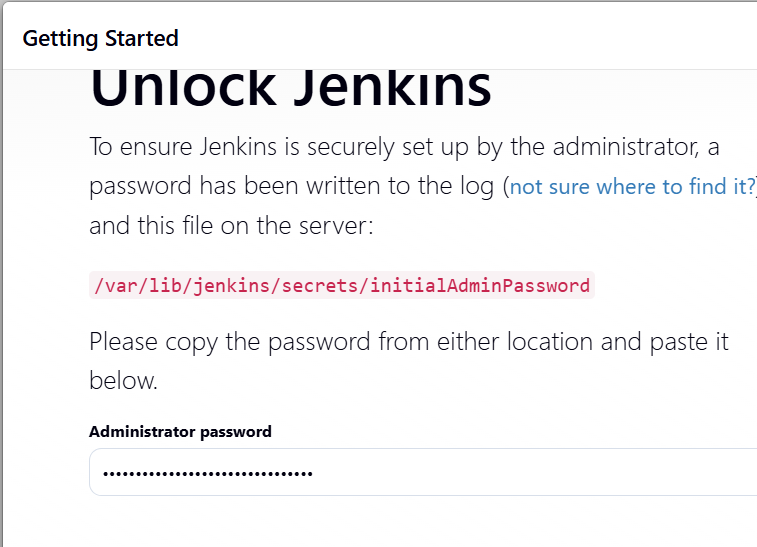 Getting Started
Unlock Jenkins
To ensure Jenkins is securely set up by the administrator, a
password has been written to the log (not sure where to find it?)
and this file on the server:
/var/lib/jenkins/secrets/initialAdminPassword
Please copy the password from either location and paste it
below.
Administrator password
••••••••••••••••••••••••••••••••